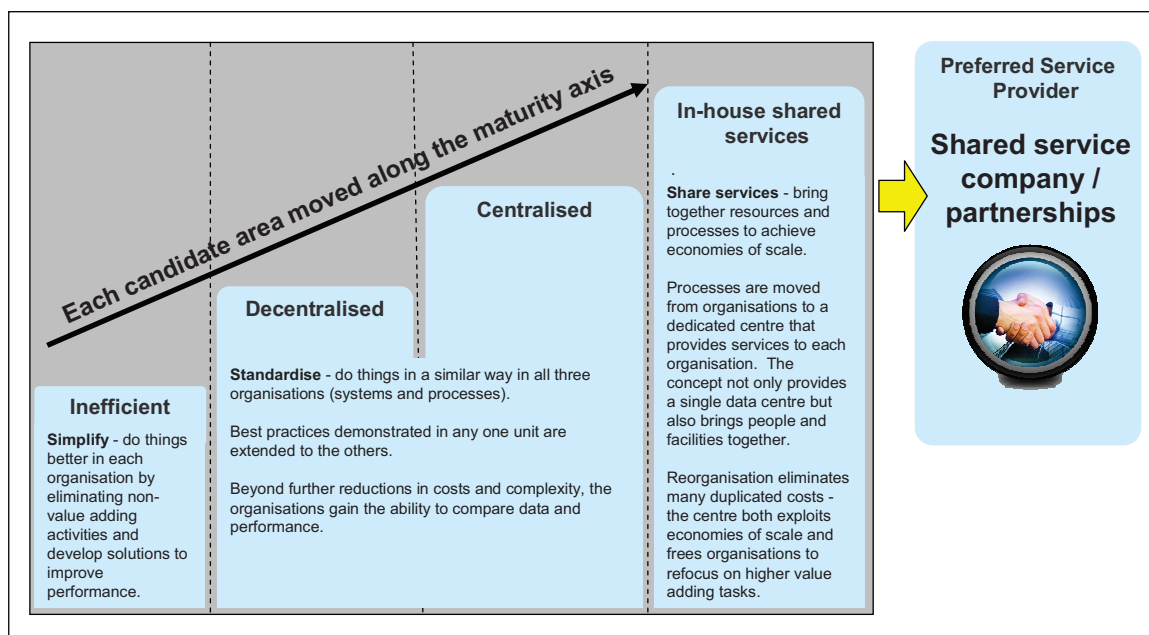 Each candidate area moved along the maturity axis
Inefficient
Simplify - do things
better in each
organisation by
eliminating non-
value adding
activities and
develop solutions to
improve
performance.
Decentralised
Centralised
Standardise - do things in a similar way in all three
organisations (systems and processes).
Best practices demonstrated in any one unit are
extended to the others.
Beyond further reductions in costs and complexity, the
organisations gain the ability to compare data and
performance.
In-house shared
services
.
Share services - bring
together resources and
processes to achieve
economies of scale.
Processes are moved
from organisations to a
dedicated centre that
provides services to each
organisation.  The
concept not only provides
a single data centre but
also brings people and
facilities together.
Reorganisation eliminates
many duplicated costs -
the centre both exploits
economies of scale and
frees organisations to
refocus on higher value
adding tasks.
Preferred Service
Provider
Shared service
company /
partnerships